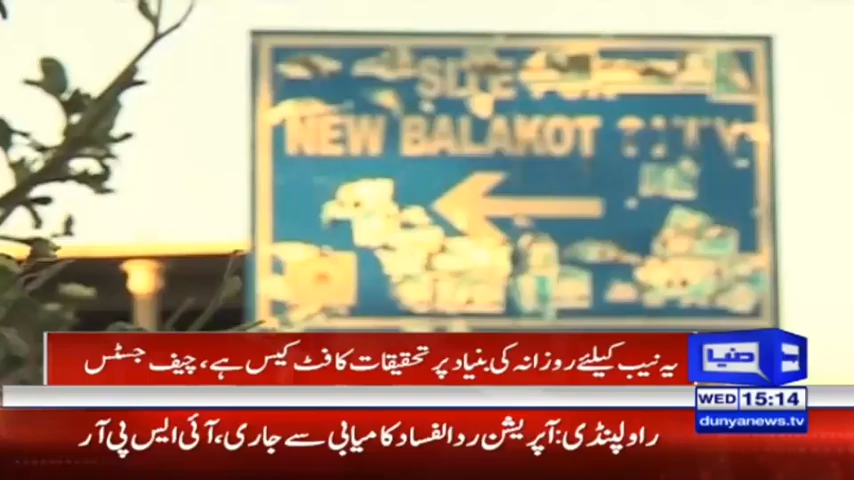 SITE
NEW BALAKOT CITY
یہ نیب کیلئے روزانہ کی بنیاد پر تحقیقات کا فٹ کیس ہے، چیف جسٹس
دنیا
WED 15:14
dunyanews.tv
راولپنڈی: آپریشن ردالفساد کامیابی سے جاری، آئی ایس پی آر